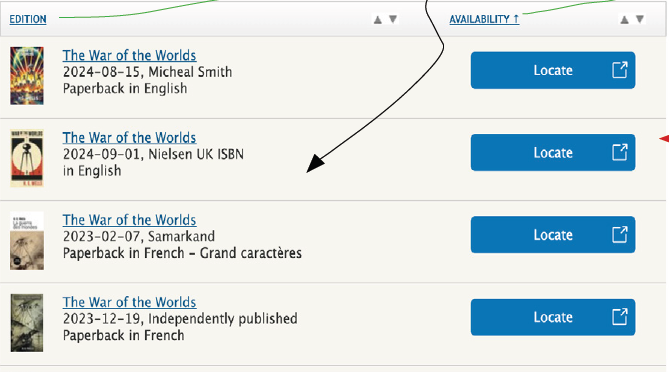 EDITION ▲ ▼ AVAILABILITY ↑ ▲ ▼
The War of the Worlds
2024-08-15, Micheal Smith
Paperback in English
Locate
The War of the Worlds
2024-09-01, Nielsen UK ISBN
in English
Locate
The War of the Worlds
2023-02-07, Samarkand
Paperback in French - Grand caractères
Locate
The War of the Worlds
2023-12-19, Independently published
Paperback in French
Locate